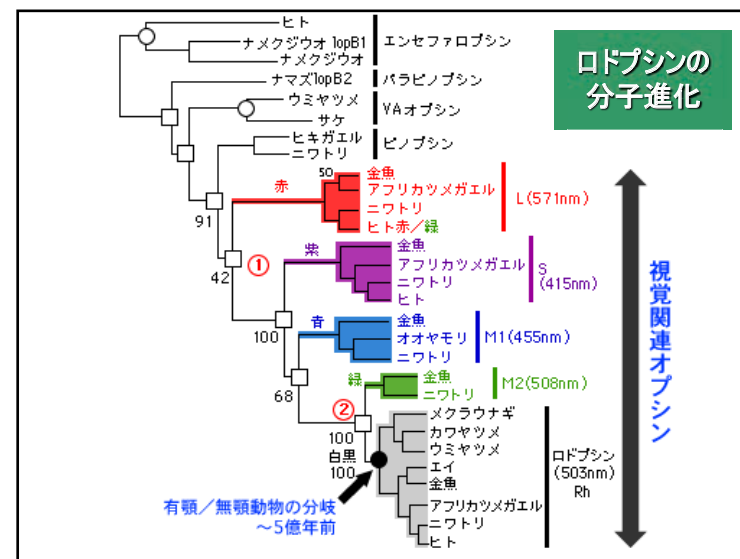 ロドプシンの
分子進化
ヒト
ナメクジウオ lopB1
ナメクジウオ
エンセファロプシン
ナマズlopB2
パラピノプシン
ウミヤツメ
サケ
VAオプシン
ヒキガエル
ニワトリ
ピノプシン
91
赤
50
金魚
アフリカツメガエル
ニワトリ
ヒト赤/緑
L(571nm)
42
①
紫
金魚
アフリカツメガエル
ニワトリ
ヒト
S
(415nm)
100
青
金魚
オオヤモリ
ニワトリ
M1(455nm)
68
緑
金魚
ニワトリ
M2(508nm)
②
100
白黒
100
メクラウナギ
カワヤツメ
ウミヤツメ
エイ
金魚
アフリカツメガエル
ニワトリ
ヒト
ロドプシン
(503nm)
Rh
有顎/無顎動物の分岐
～5億年前
視覚関連オプシン